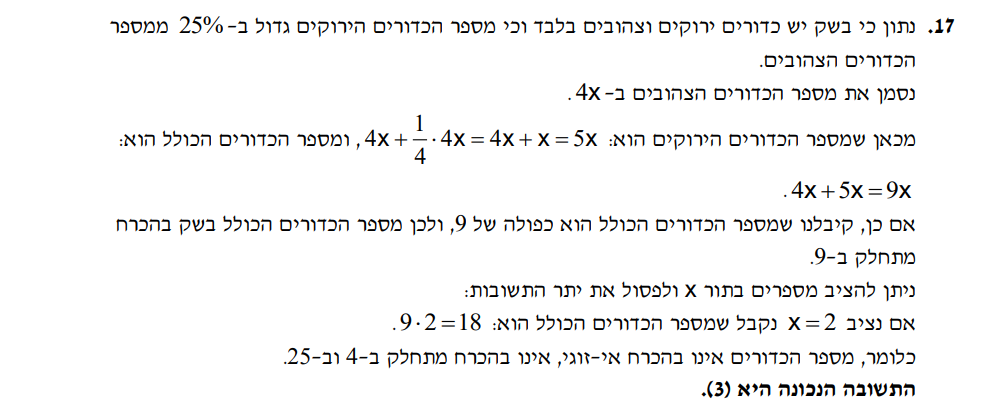 17. נתון כי בשק יש כדורים ירוקים וצהובים בלבד וכי מספר הכדורים הירוקים גדול ב-25% ממספר
הכדורים הצהובים.
נסמן את מספר הכדורים הצהובים ב-4x.
מכאן שמספר הכדורים הירוקים הוא: 4x + 1/4 · 4x = 4x + x = 5x, ומספר הכדורים הכולל הוא:
4x + 5x = 9x.
אם כן, קיבלנו שמספר הכדורים הכולל הוא כפולה של 9, ולכן מספר הכדורים הכולל בשק בהכרח
מתחלק ב-9.
ניתן להציב מספרים בתור x ולפסול את יתר התשובות:
אם נציב x = 2 נקבל שמספר הכדורים הכולל הוא: 9 · 2 = 18.
כלומר, מספר הכדורים אינו בהכרח אי-זוגי, אינו בהכרח מתחלק ב-4 וב-25.
התשובה הנכונה היא (3).